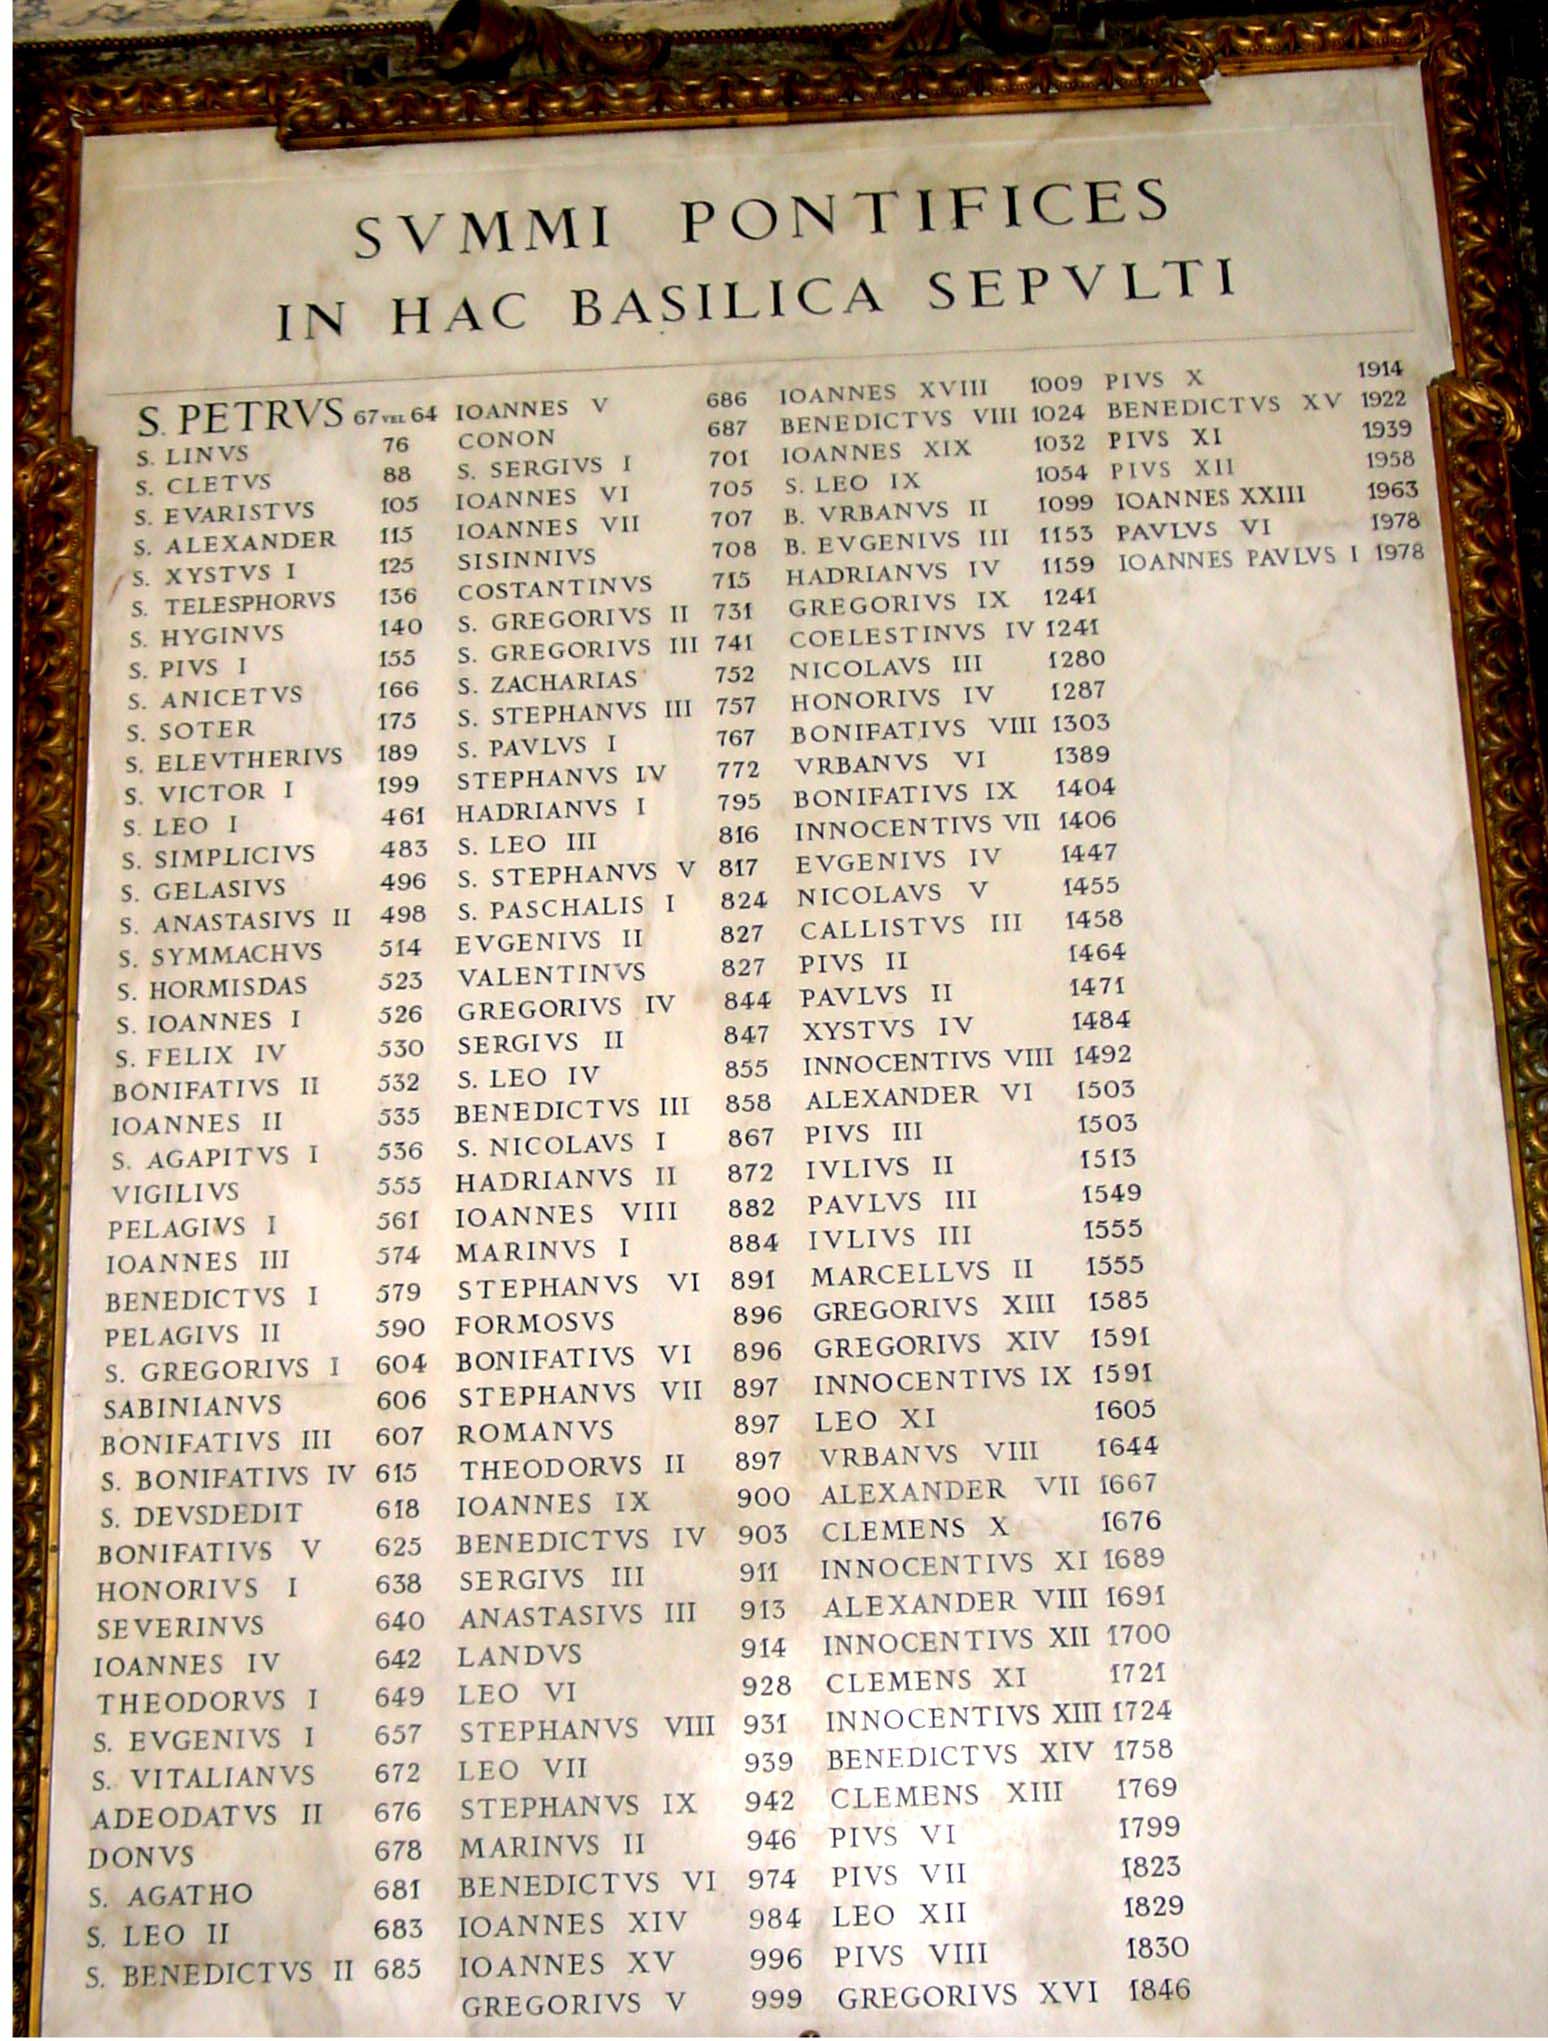 SVMMI PONTIFICES
IN HAC BASILICA SEPVLTI
S. PETRVS 67 VEL 64
S. LINVS 76
S. CLETVS 88
S. EVARISTVS 105
S. ALEXANDER 115
S. XYSTVS I 125
S. TELESPHORVS 136
S. HYGINVS 140
S. PIVS I 155
S. ANICETVS 166
S. SOTER 175
S. ELEVTHERIVS 189
S. VICTOR I 199
S. LEO I 461
S. SIMPLICIVS 483
S. GELASIVS 496
S. ANASTASIVS II 498
S. SYMMACHVS 514
S. HORMISDAS 523
S. IOANNES I 526
S. FELIX IV 530
BONIFATIVS II 532
IOANNES II 535
S. AGAPITVS I 536
VIGILIVS 555
PELAGIVS I 561
IOANNES III 574
BENEDICTVS I 579
PELAGIVS II 590
S. GREGORIVS I 604
SABINIANVS 606
BONIFATIVS III 607
S. BONIFATIVS IV 615
S. DEVSDEDIT 618
BONIFATIVS V 625
HONORIVS I 638
SEVERINVS 640
IOANNES IV 642
THEODORVS I 649
S. EVGENIVS I 657
S. VITALIANVS 672
ADEODATVS II 676
DONVS 678
S. AGATHO 681
S. LEO II 683
S. BENEDICTVS II 685
IOANNES V 686
CONON 687
S. SERGIVS I 701
IOANNES VI 705
IOANNES VII 707
SISINNIVS 708
COSTANTINVS 715
S. GREGORIVS II 731
S. GREGORIVS III 741
S. ZACHARIAS 752
S. STEPHANVS III 757
S. PAVLVS I 767
STEPHANVS IV 772
HADRIANVS I 795
S. LEO III 816
S. STEPHANVS V 817
S. PASCHALIS I 824
EVGENIVS II 827
VALENTINVS 827
GREGORIVS IV 844
SERGIVS II 847
S. LEO IV 855
BENEDICTVS III 858
S. NICOLAVS I 867
HADRIANVS II 872
IOANNES VIII 882
MARINVS I 884
STEPHANVS VI 891
FORMOSVS 896
BONIFATIVS VI 896
STEPHANVS VII 897
ROMANVS 897
THEODORVS II 897
IOANNES IX 900
BENEDICTVS IV 903
SERGIVS III 911
ANASTASIVS III 913
LANDVS 914
LEO VI 928
STEPHANVS VIII 931
LEO VII 939
STEPHANVS IX 942
MARINVS II 946
BENEDICTVS VI 974
IOANNES XIV 984
IOANNES XV 996
GREGORIVS V 999
IOANNES XVIII 1009
BENEDICTVS VIII 1024
IOANNES XIX 1032
S. LEO IX 1054
B. VRBANVS II 1099
B. EVGENIVS III 1153
HADRIANVS IV 1159
GREGORIVS IX 1241
COELESTINVS IV 1241
NICOLAVS III 1280
HONORIVS IV 1287
BONIFATIVS VIII 1303
VRBANVS VI 1389
BONIFATIVS IX 1404
INNOCENTIVS VII 1406
EVGENIVS IV 1447
NICOLAVS V 1455
CALLISTVS III 1458
PIVS II 1464
PAVLVS II 1471
XYSTVS IV 1484
INNOCENTIVS VIII 1492
ALEXANDER VI 1503
PIVS III 1503
IVLIVS II 1513
PAVLVS III 1549
IVLIVS III 1555
MARCELLVS II 1555
GREGORIVS XIII 1585
GREGORIVS XIV 1591
INNOCENTIVS IX 1591
LEO XI 1605
VRBANVS VIII 1644
ALEXANDER VII 1667
CLEMENS X 1676
INNOCENTIVS XI 1689
ALEXANDER VIII 1691
INNOCENTIVS XII 1700
CLEMENS XI 1721
INNOCENTIVS XIII 1724
BENEDICTVS XIV 1758
CLEMENS XIII 1769
PIVS VI 1799
PIVS VII 1823
LEO XII 1829
PIVS VIII 1830
GREGORIVS XVI 1846
PIVS X 1914
BENEDICTVS XV 1922
PIVS XI 1939
PIVS XII 1958
IOANNES XXIII 1963
PAVLVS VI 1978
IOANNES PAVLVS I 1978